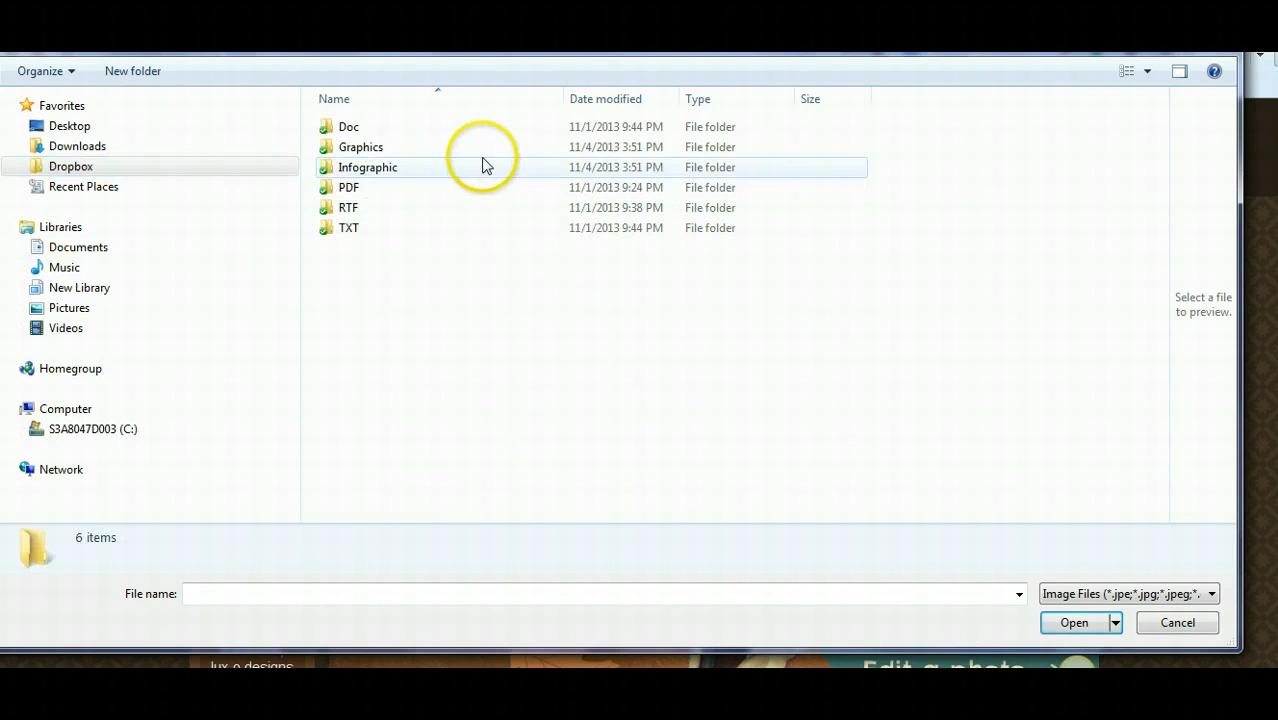 Organize New folder
Name Date modified Type Size
Favorites
Desktop
Downloads
Dropbox
Recent Places
Libraries
Documents
Music
New Library
Pictures
Videos
Homegroup
Computer
S3A8047D003 (C:)
Network
Doc 11/1/2013 9:44 PM File folder
Graphics 11/4/2013 3:51 PM File folder
Infographic 11/4/2013 3:51 PM File folder
PDF 11/1/2013 9:24 PM File folder
RTF 11/1/2013 9:38 PM File folder
TXT 11/1/2013 9:44 PM File folder
Select a file
to preview.
6 items
File name: Image Files (*.jpe;*.jpg;*.jpeg;*.
Open Cancel
lux o designs
Edit a photo